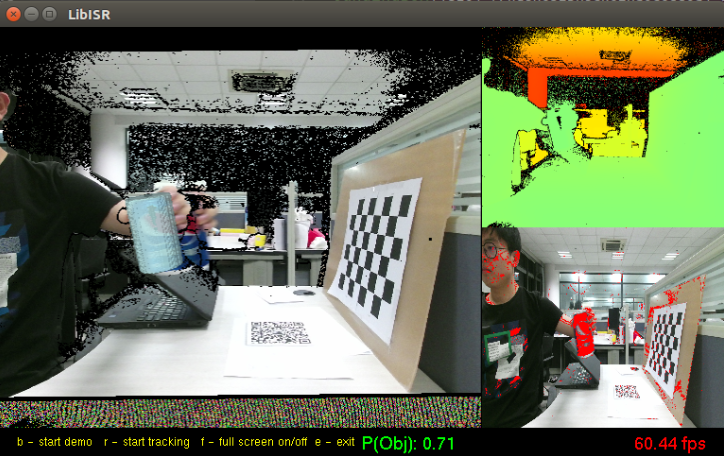 LibISR
b - start demo r - start tracking f - full screen on/off e - exit P(Obj): 0.71 60.44 fps